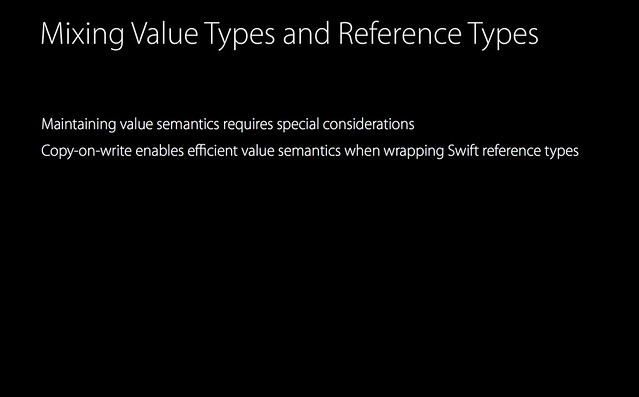 Mixing Value Types and Reference Types
Maintaining value semantics requires special considerations
Copy-on-write enables efficient value semantics when wrapping Swift reference types